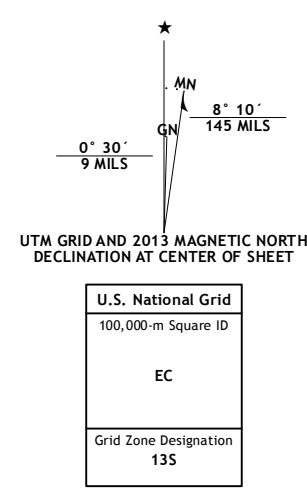 ★
MN
8° 10´
145 MILS
GN
0° 30´
9 MILS
UTM GRID AND 2013 MAGNETIC NORTH
DECLINATION AT CENTER OF SHEET
U.S. National Grid
100,000-m Square ID
EC
Grid Zone Designation
13S